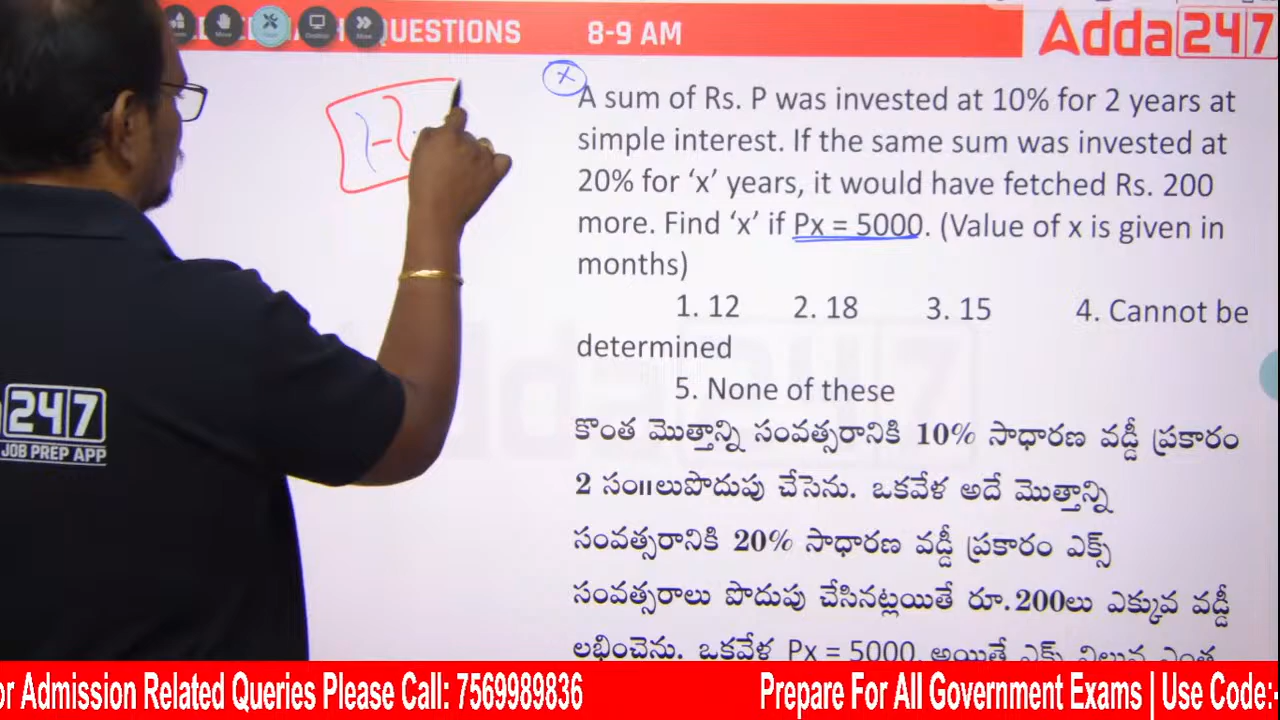 QUESTIONS
8-9 AM
Adda247
Move
Desktop
More
x
A sum of Rs. P was invested at 10% for 2 years at
simple interest. If the same sum was invested at
20% for ‘x’ years, it would have fetched Rs. 200
more. Find ‘x’ if Px = 5000. (Value of x is given in
months)
1. 12 2. 18 3. 15 4. Cannot be
determined
5. None of these
కొంత మొత్తాన్ని సంవత్సరానికి 10% సాధారణ వడ్డీ ప్రకారం
2 సం॥లుపొదుపు చేసెను. ఒకవేళ అదే మొత్తాన్ని
సంవత్సరానికి 20% సాధారణ వడ్డీ ప్రకారం ఎక్స్
సంవత్సరాలు పొదుపు చేసినట్లయితే రూ.200లు ఎక్కువ వడ్డీ
లభించెను. ఒకవేళ Px = 5000 అయితే ఎక్స్ విలువ ఎంత
247
JOB PREP APP
or Admission Related Queries Please Call: 7569989836
Prepare For All Government Exams | Use Code:-